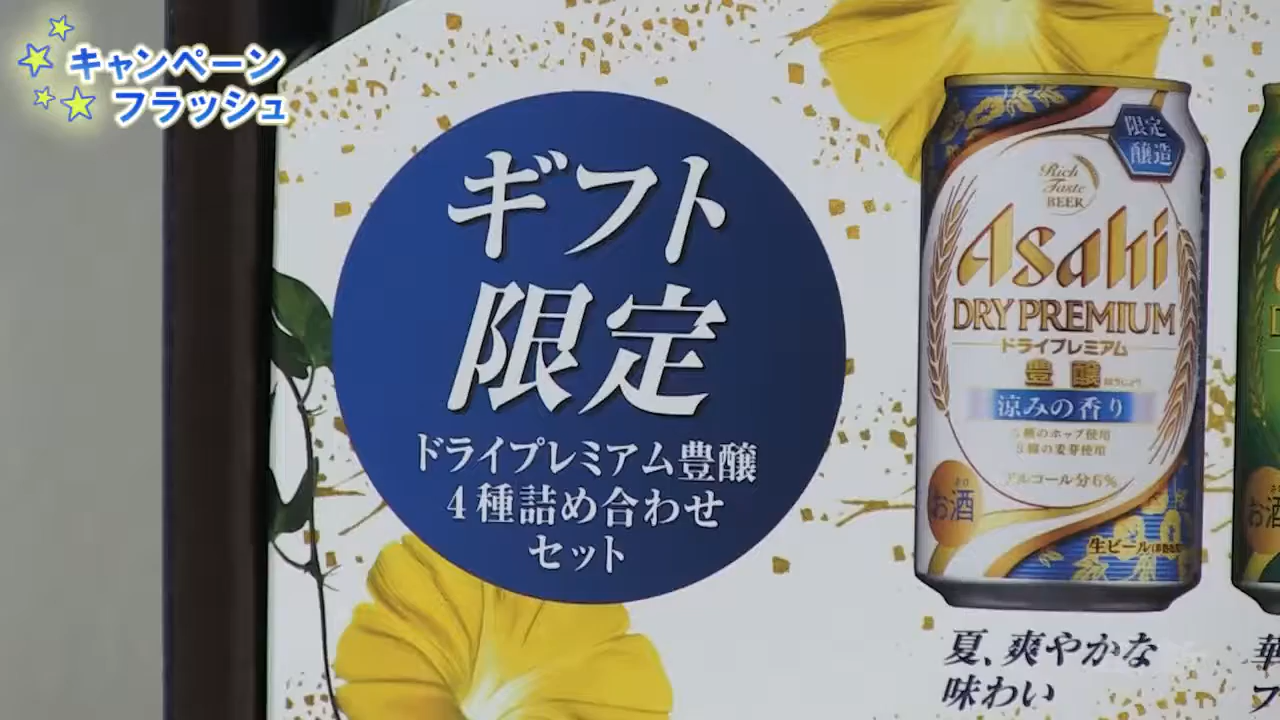 キャンペーン
フラッシュ
ギフト
限定
ドライプレミアム豊醸
4種詰め合わせ
セット
限定
醸造
Rich
Taste
BEER
Asahi
DRY PREMIUM
ドライプレミアム
豊醸
涼みの香り
アルコール分6%
お酒
生ビール
夏、爽やかな
味わい
お酒
華
フ